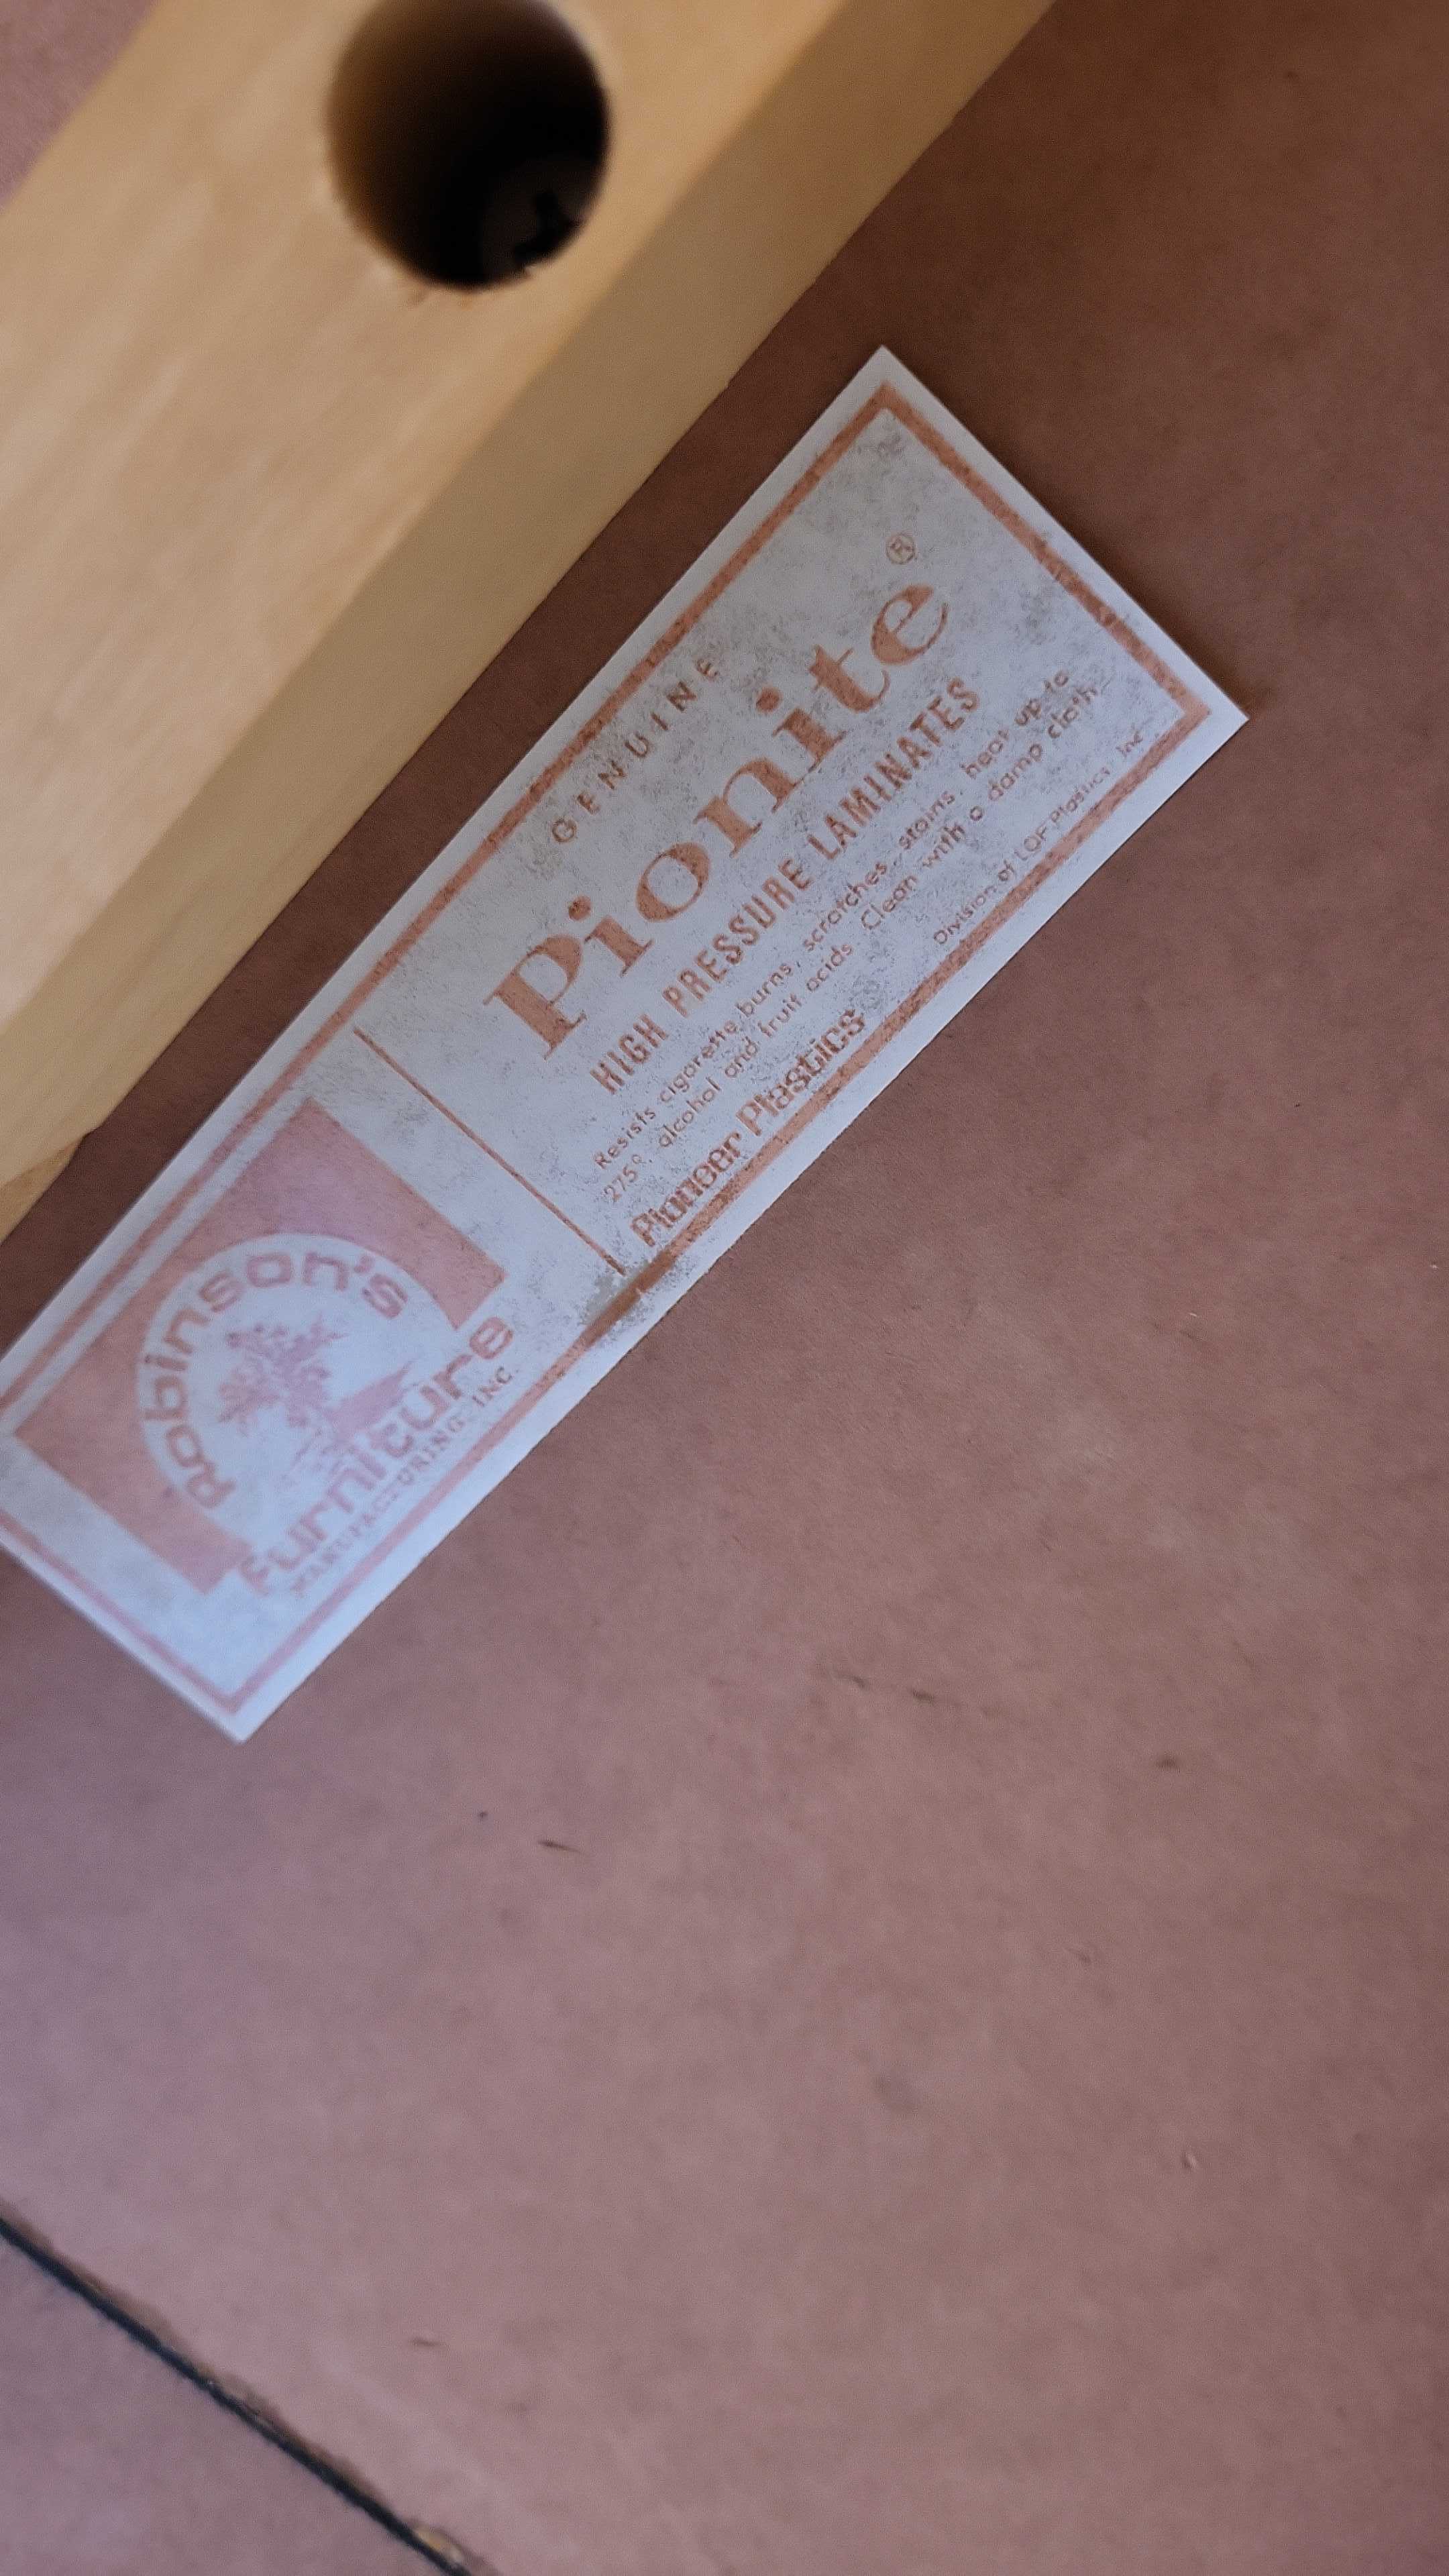 GENUINE
Pionite®
HIGH PRESSURE LAMINATES
Resists cigarette burns, scratches, stains, heat up to
275°, alcohol and fruit acids. Clean with a damp cloth.
Pioneer Plastics
Division of LOF Plastics, Inc.
Robinson's
Furniture
MANUFACTURING, INC.